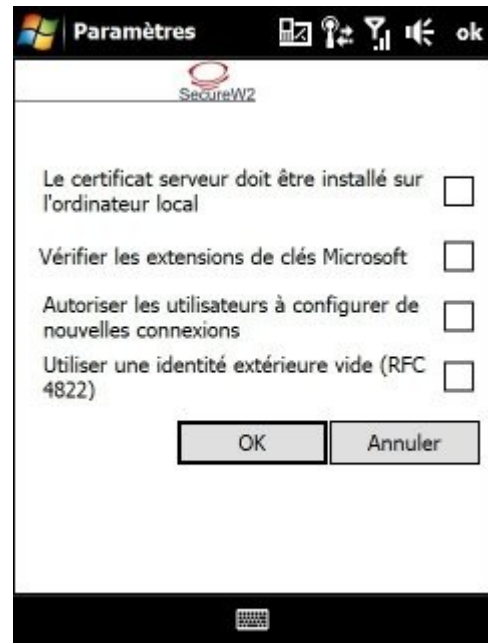 Paramètres
ok
SecureW2
Le certificat serveur doit être installé sur
l'ordinateur local
Vérifier les extensions de clés Microsoft
Autoriser les utilisateurs à configurer de
nouvelles connexions
Utiliser une identité extérieure vide (RFC
4822)
OK
Annuler